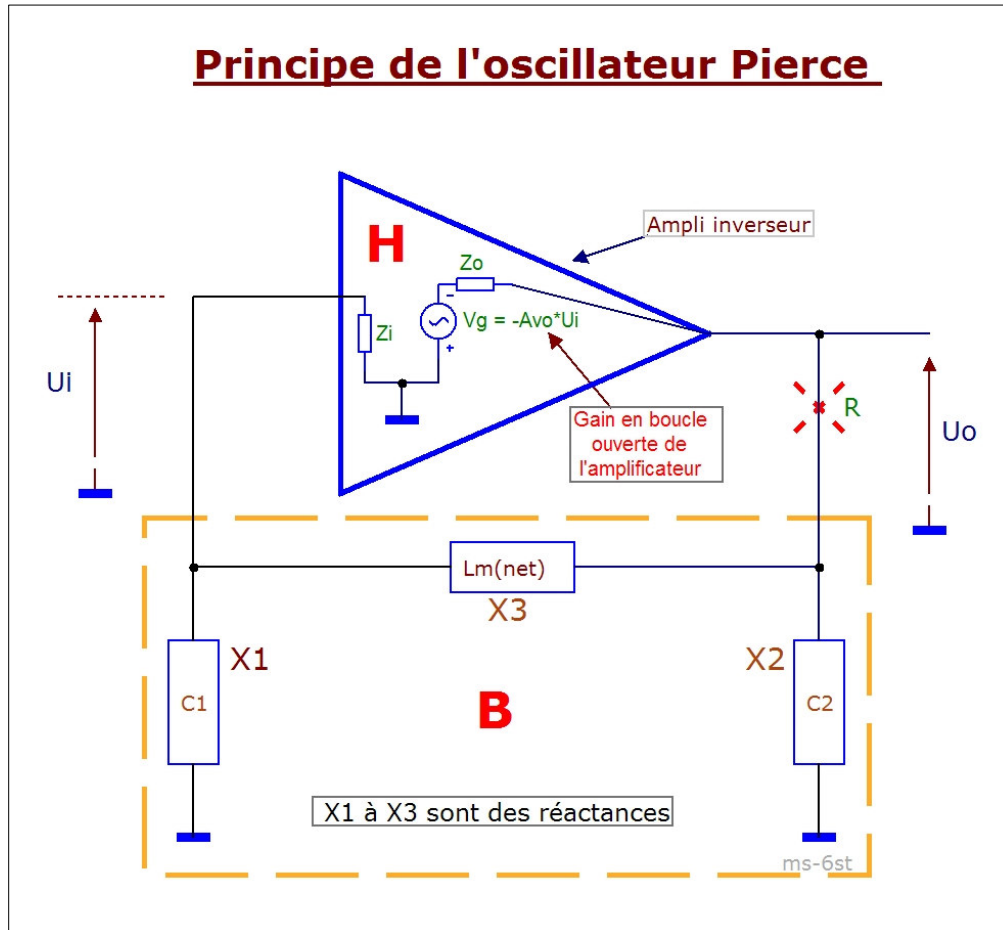 Principe de l'oscillateur Pierce
Ampli inverseur
H
Zo
Zi
Vg = -Avo*Ui
Ui
Gain en boucle
ouverte de
l'amplificateur
R
Uo
Lm(net)
X3
X1
X2
C1
C2
B
X1 à X3 sont des réactances
ms-6st